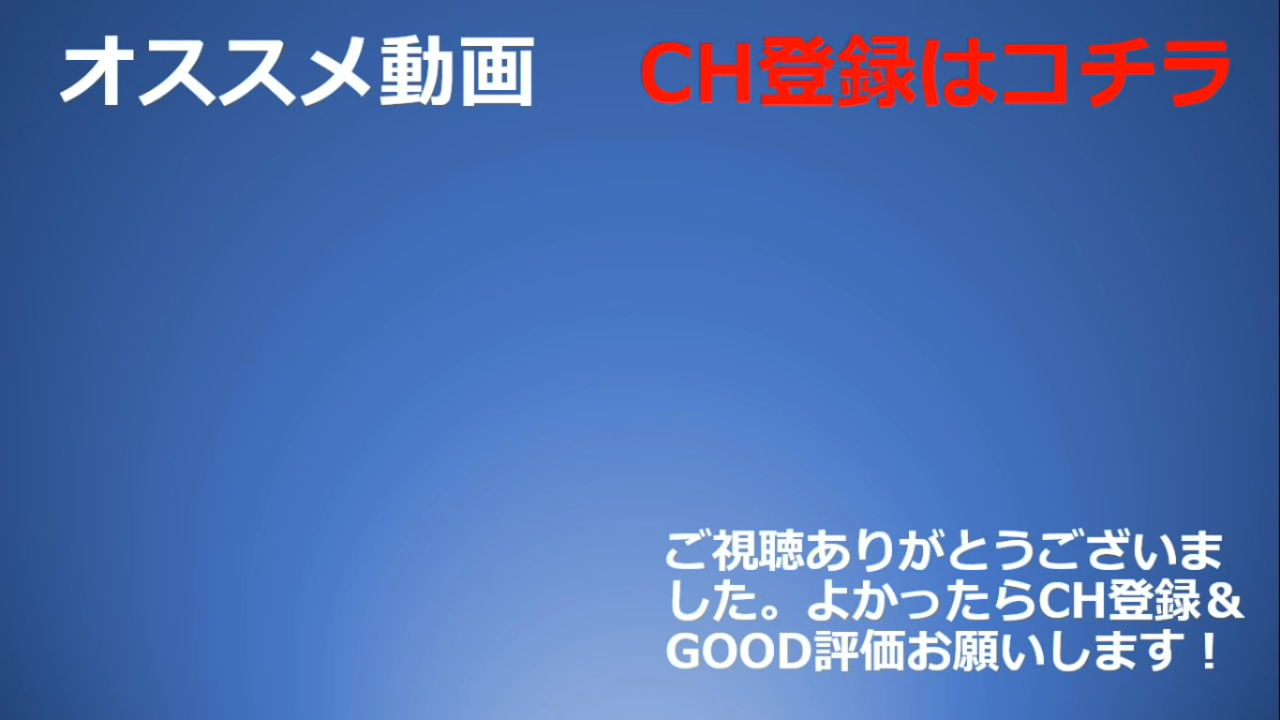 オススメ動画
CH登録はコチラ
ご視聴ありがとうございま
した。よかったらCH登録＆
GOOD評価お願いします！